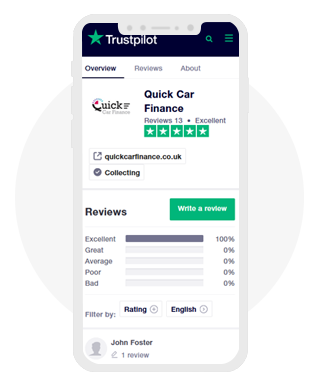 Trustpilot
Overview Reviews About
Quick Car
Finance
Reviews 13 • Excellent
Quick
Car Finance
quickcarfinance.co.uk
Collecting
Reviews
Write a review
Excellent 100%
Great 0%
Average 0%
Poor 0%
Bad 0%
Filter by: Rating English
John Foster
1 review